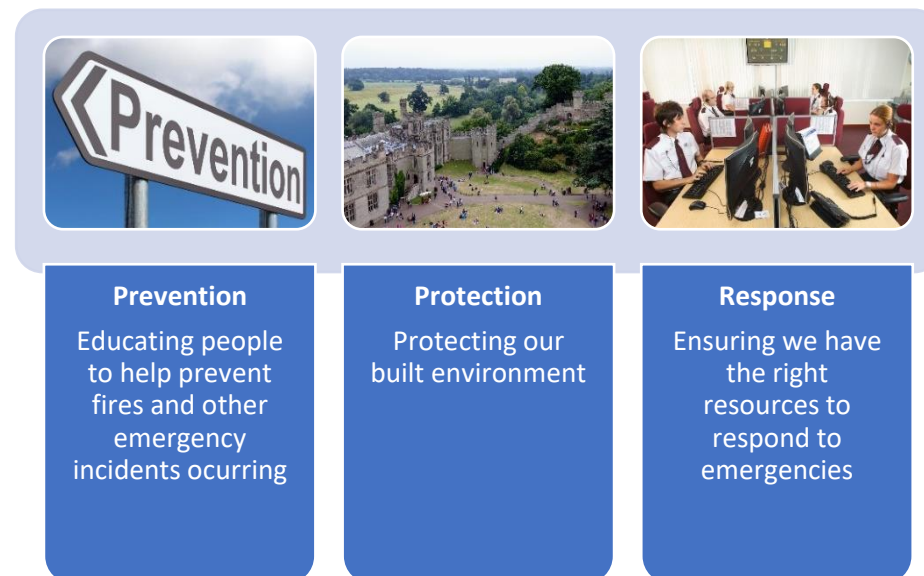 Prevention
Prevention
Educating people
to help prevent
fires and other
emergency
incidents ocurring
Protection
Protecting our
built environment
Response
Ensuring we have
the right
resources to
respond to
emergencies